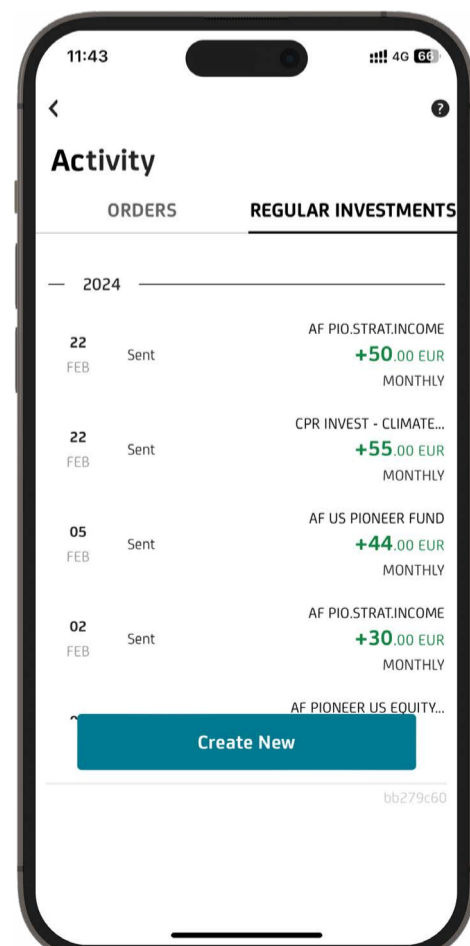 11:43
4G 66
?
Activity
ORDERS REGULAR INVESTMENTS
2024
AF PIO.STRAT.INCOME
22 FEB Sent +50.00 EUR
MONTHLY
CPR INVEST - CLIMATE...
22 FEB Sent +55.00 EUR
MONTHLY
AF US PIONEER FUND
05 FEB Sent +44.00 EUR
MONTHLY
AF PIO.STRAT.INCOME
02 FEB Sent +30.00 EUR
MONTHLY
AF PIONEER US EQUITY...
Create New
bb279c60